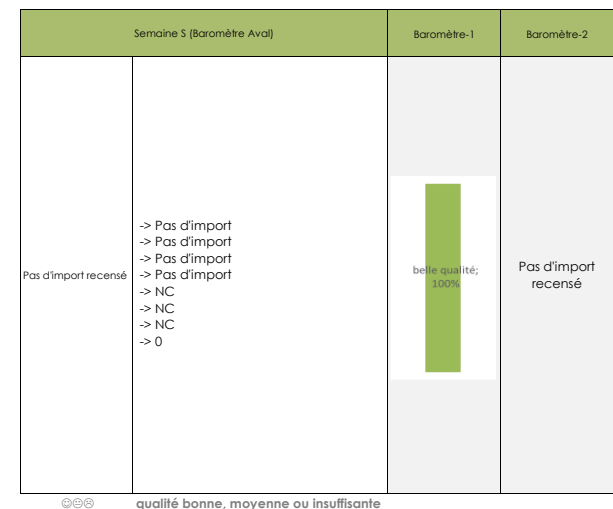 Semaine S (Baromètre Aval)
Baromètre-1
Baromètre-2
Pas d'import recensé
-> Pas d'import
-> Pas d'import
-> Pas d'import
-> Pas d'import
-> NC
-> NC
-> NC
-> 0
belle qualité;
100%
Pas d'import
recensé
☺😐☹ qualité bonne, moyenne ou insuffisante